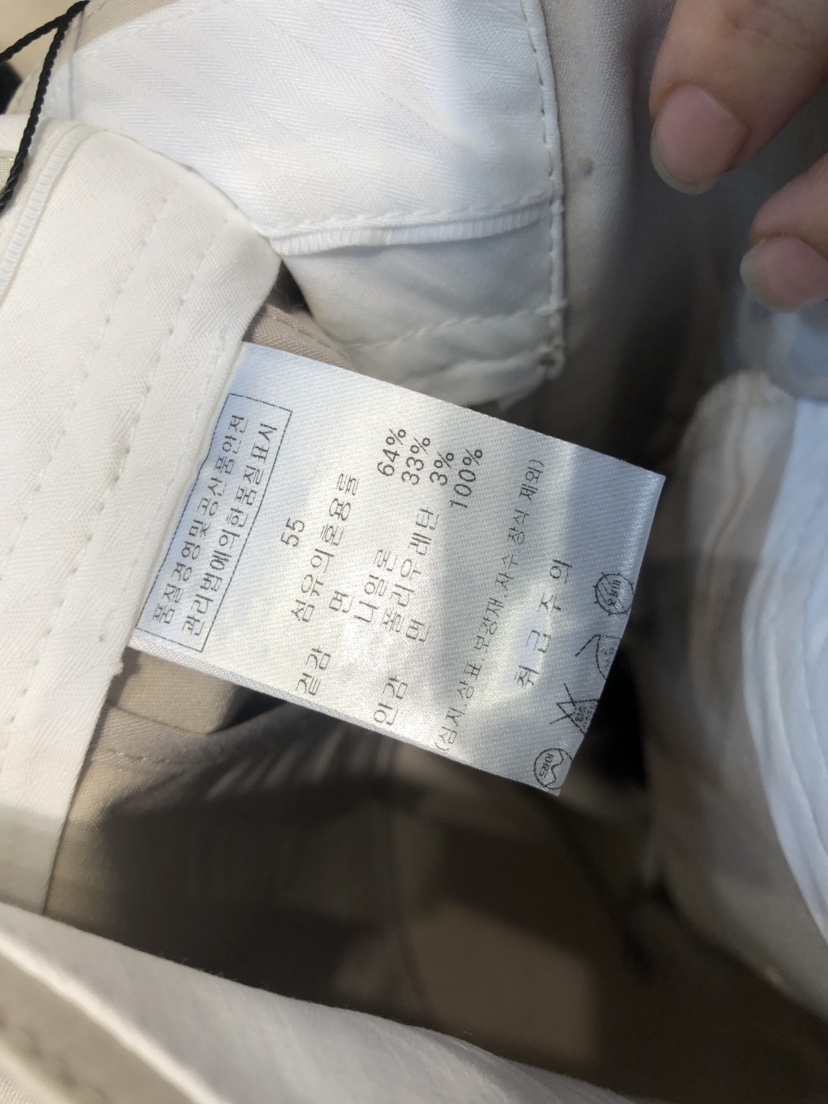 품질경영및공산품안전
관리법에의한품질표시
55
섬유의혼용률
겉감 면 64%
나일론 33%
폴리우레탄 3%
안감 면 100%
(심지,상표,부장재,자수 장식 제외)
취 급 주 의